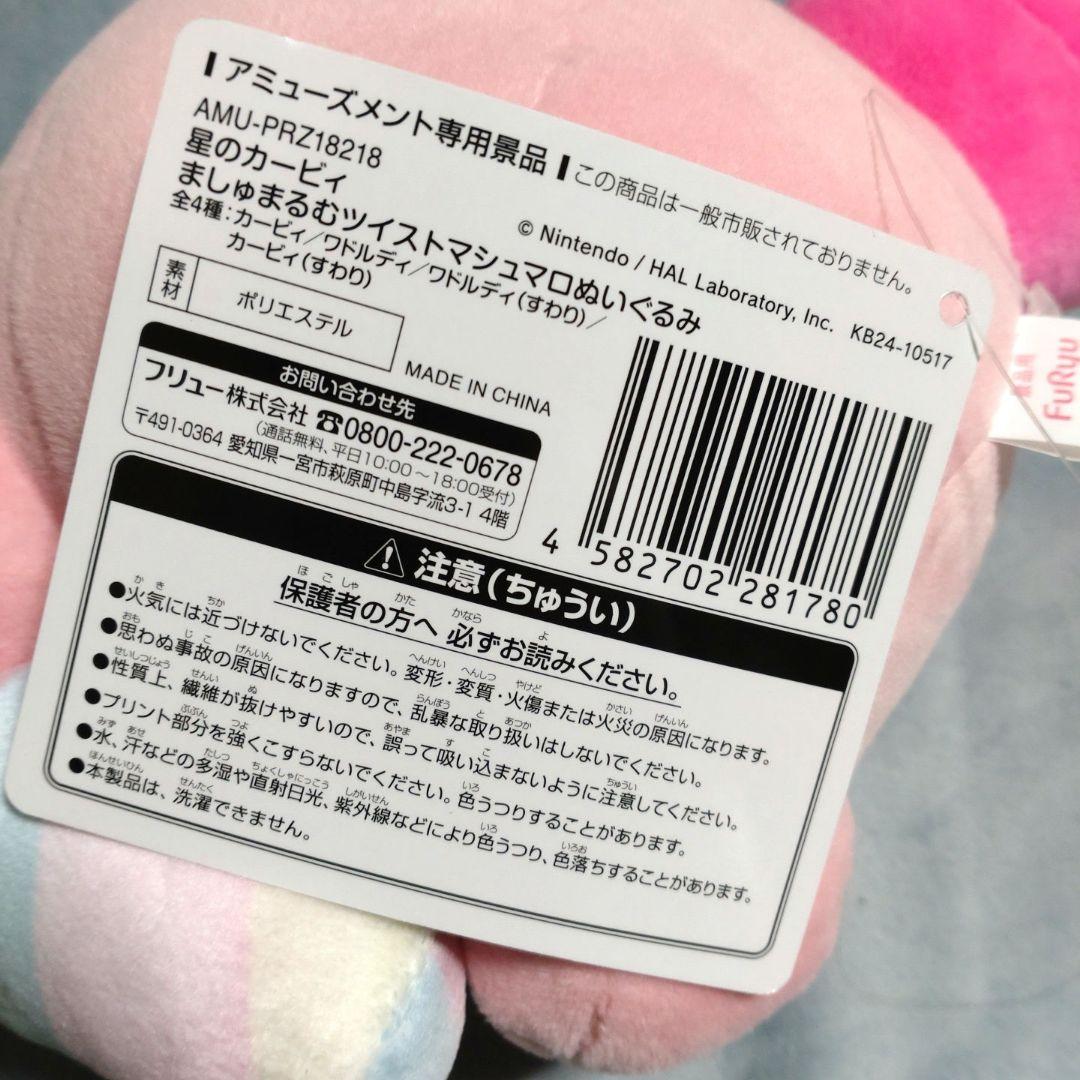 アミューズメント専用景品 この商品は一般市販されておりません。
AMU-PRZ18218
星のカービィ
© Nintendo / HAL Laboratory, Inc. KB24-10517
ましゅまるむツイストマシュマロぬいぐるみ
全4種:カービィ/ワドルディ/ワドルディ(すわり)/
カービィ(すわり)
素材 ポリエステル
MADE IN CHINA
お問い合わせ先
フリュー株式会社 ☎0800-222-0678
(通話無料、平日10:00~18:00受付)
〒491-0364 愛知県一宮市萩原町中島字流3-1 4階
4 582702 281780
注意(ちゅうい)
保護者の方へ 必ずお読みください。
●火気には近づけないでください。変形・変質・火傷または火災の原因になります。
●思わぬ事故の原因になりますので、乱暴な取り扱いはしないでください。
●性質上、繊維が抜けやすいので、誤って吸い込まないように注意してください。
●プリント部分を強くこすらないでください。色うつりすることがあります。
●水、汗などの多湿や直射日光、紫外線などにより色うつり、色落ちすることがあります。
●本製品は、洗濯できません。
FuRyu